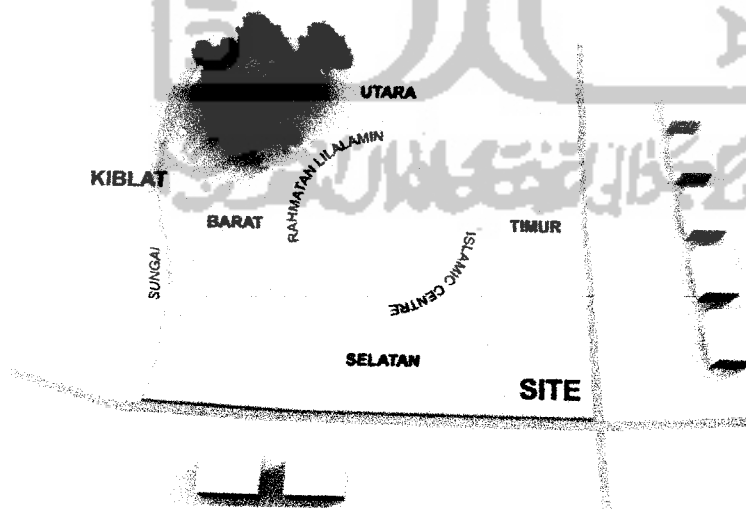 UTARA
RAHMATAN LILALAMIN
KIBLAT
BARAT
TIMUR
SUNGAI
ISLAMIC CENTRE
SELATAN
SITE